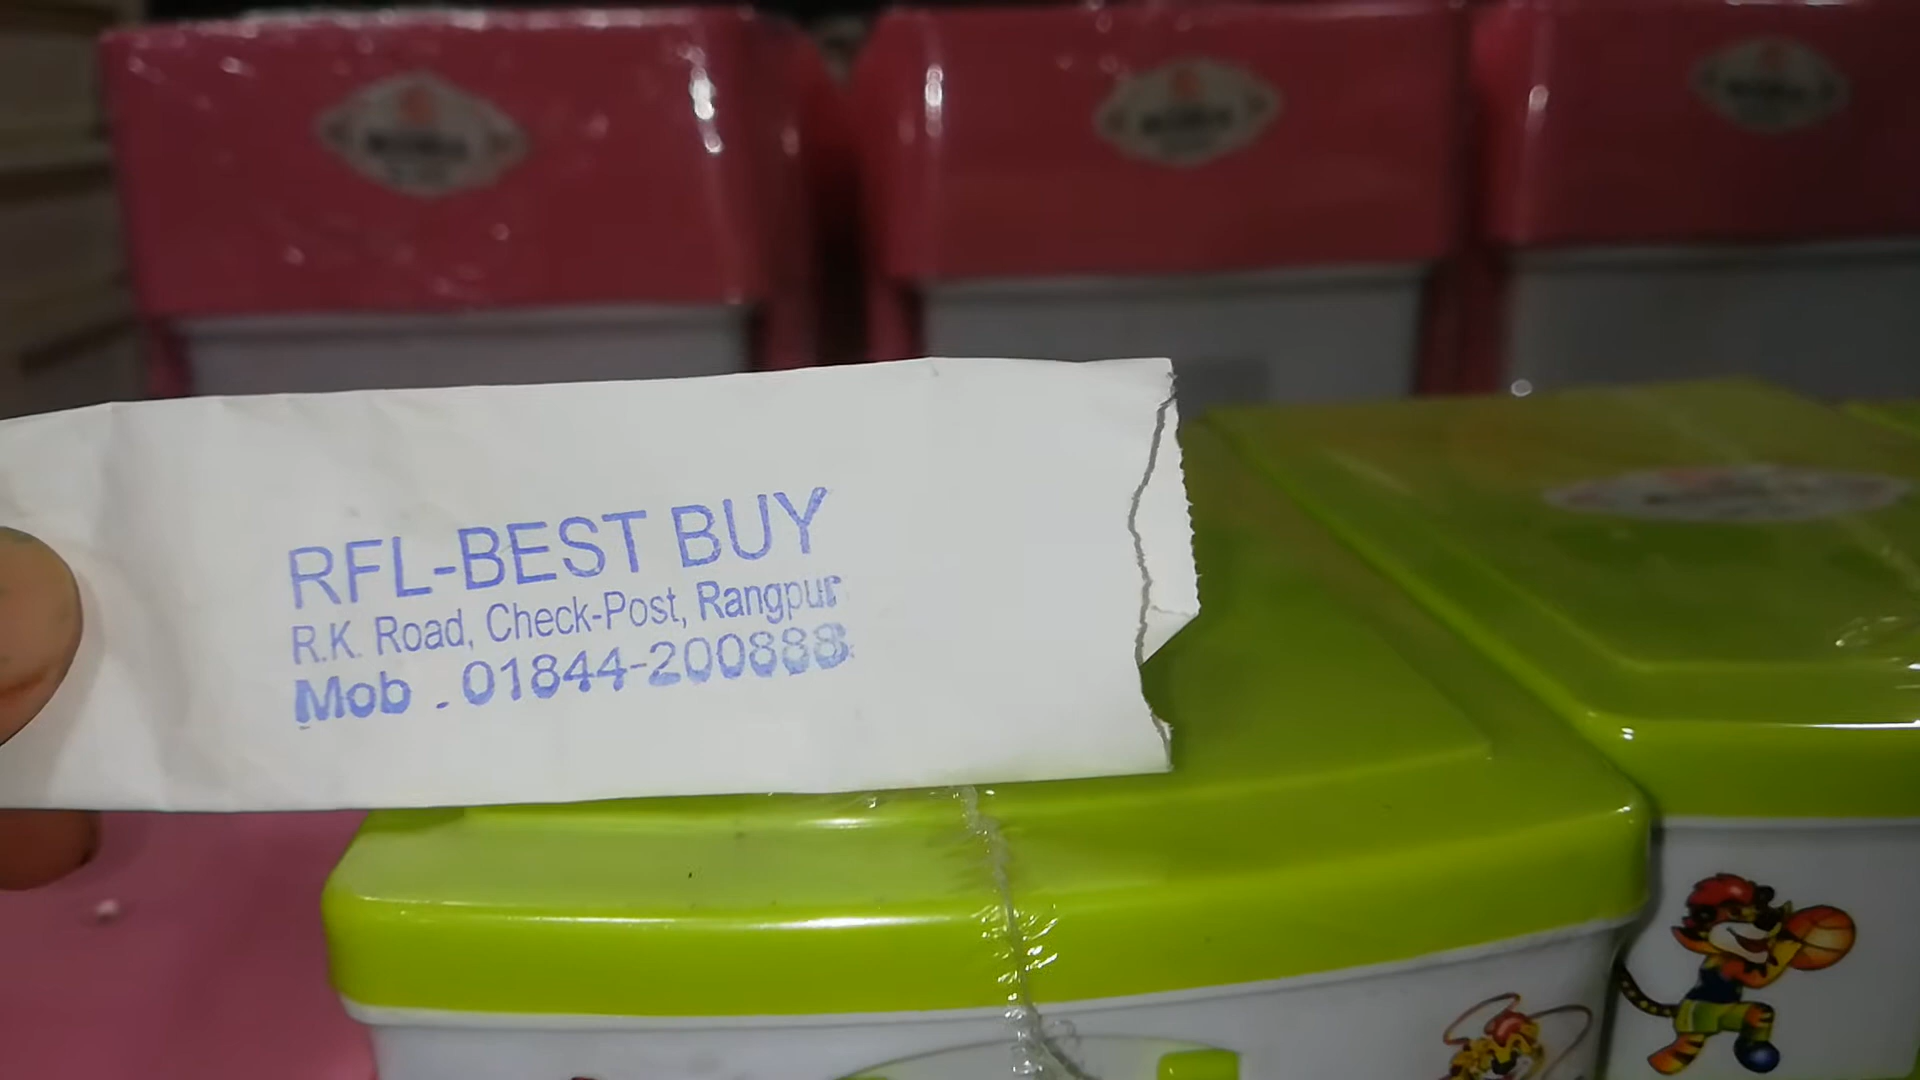 RFL-BEST BUY
R.K. Road, Check-Post, Rangpur
Mob . 01844-200888